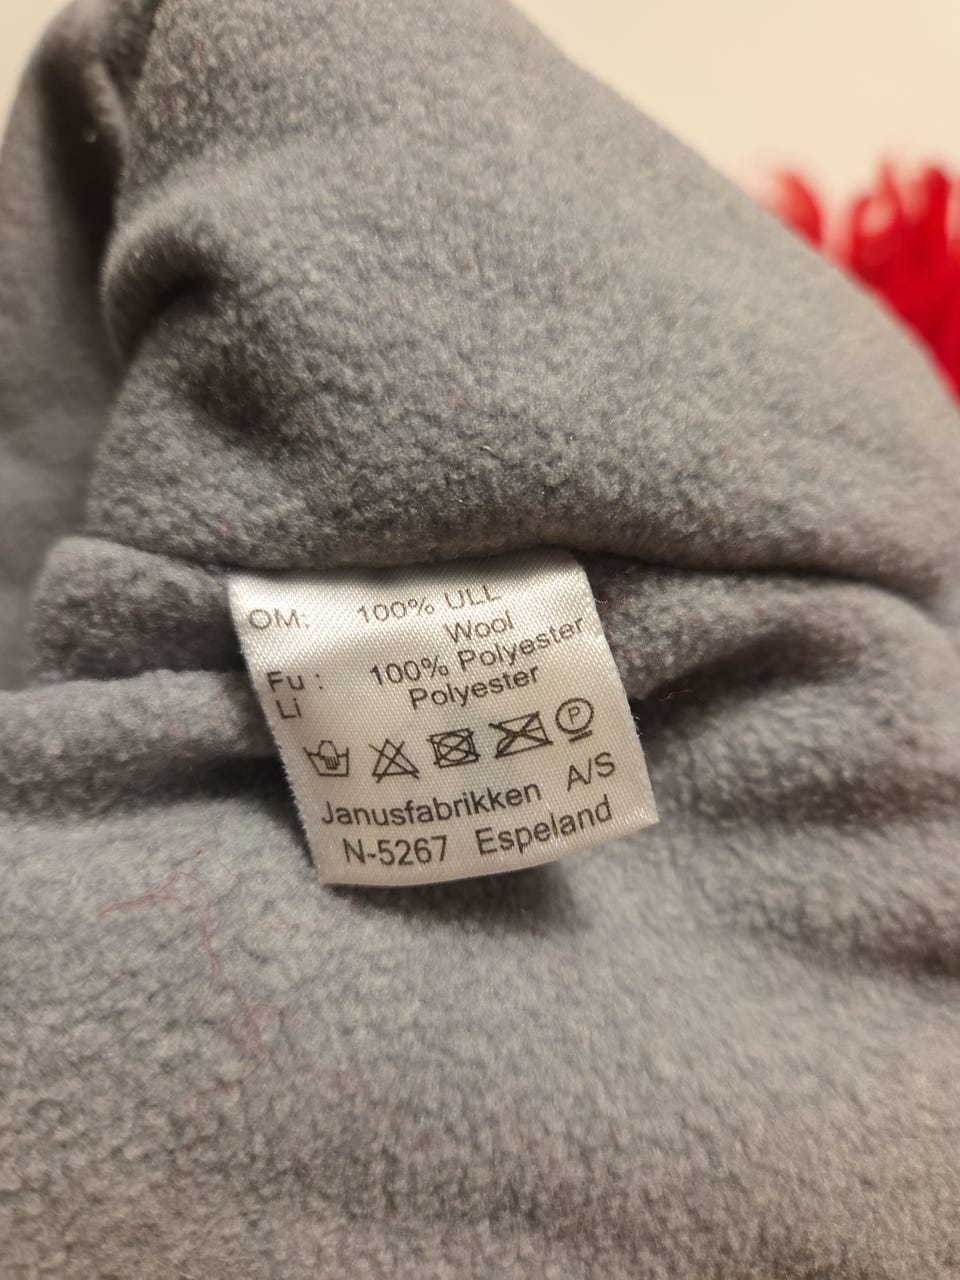 OM: 100% ULL
Wool
Fu : 100% Polyester
Li Polyester
P
Janusfabrikken A/S
N-5267 Espeland